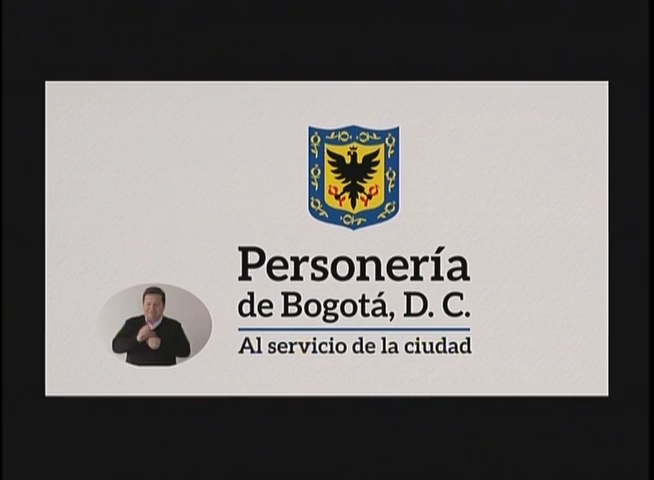 Personería
de Bogotá, D. C.
Al servicio de la ciudad